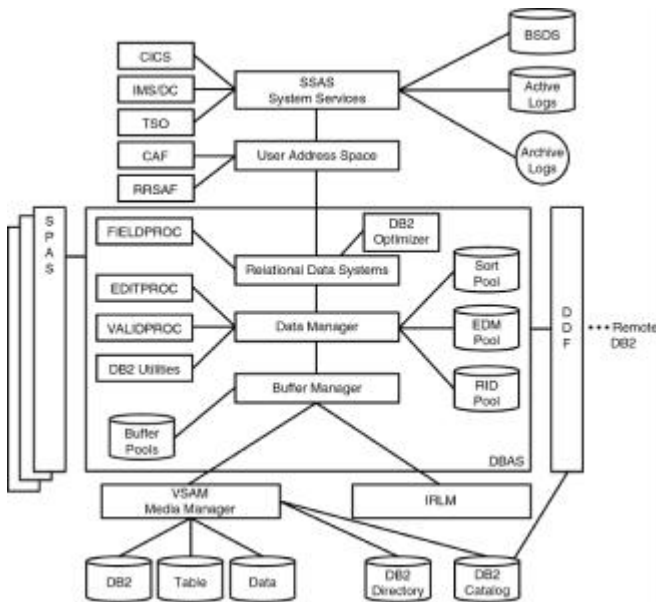 CICS
IMS/DC
TSO
CAF
RRSAF
SSAS
System Services
User Address Space
BSDS
Active
Logs
Archive
Logs
S
P
A
S
FIELDPROC
EDITPROC
VALIDPROC
DB2 Utilities
DB2
Optimizer
Relational Data Systems
Data Manager
Buffer Manager
Buffer
Pools
Sort
Pool
EDM
Pool
RID
Pool
DBAS
D
D
F
Remote
DB2
VSAM
Media Manager
IRLM
DB2
Table
Data
DB2
Directory
DB2
Catalog